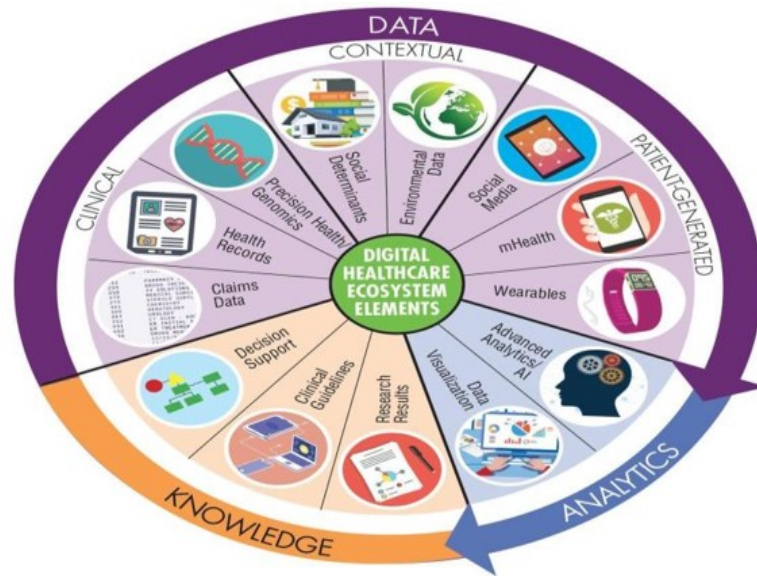 DATA
CONTEXTUAL
CLINICAL
PATIENT-GENERATED
Claims
Data
Health
Records
Precision Health/
Genomics
Social
Determinants
Environmental
Data
Social
Media
mHealth
Wearables
Advanced
Analytics/
AI
Data
Visualization
Research
Results
Clinical
Guidelines
Decision
Support
DIGITAL
HEALTHCARE
ECOSYSTEM
ELEMENTS
ANALYTICS
KNOWLEDGE